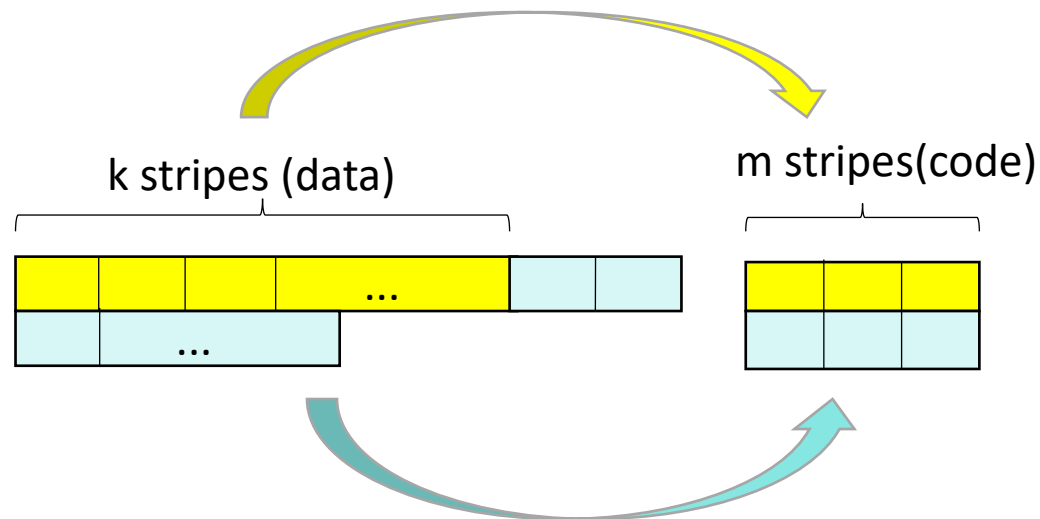 k stripes (data)
m stripes(code)
...
...